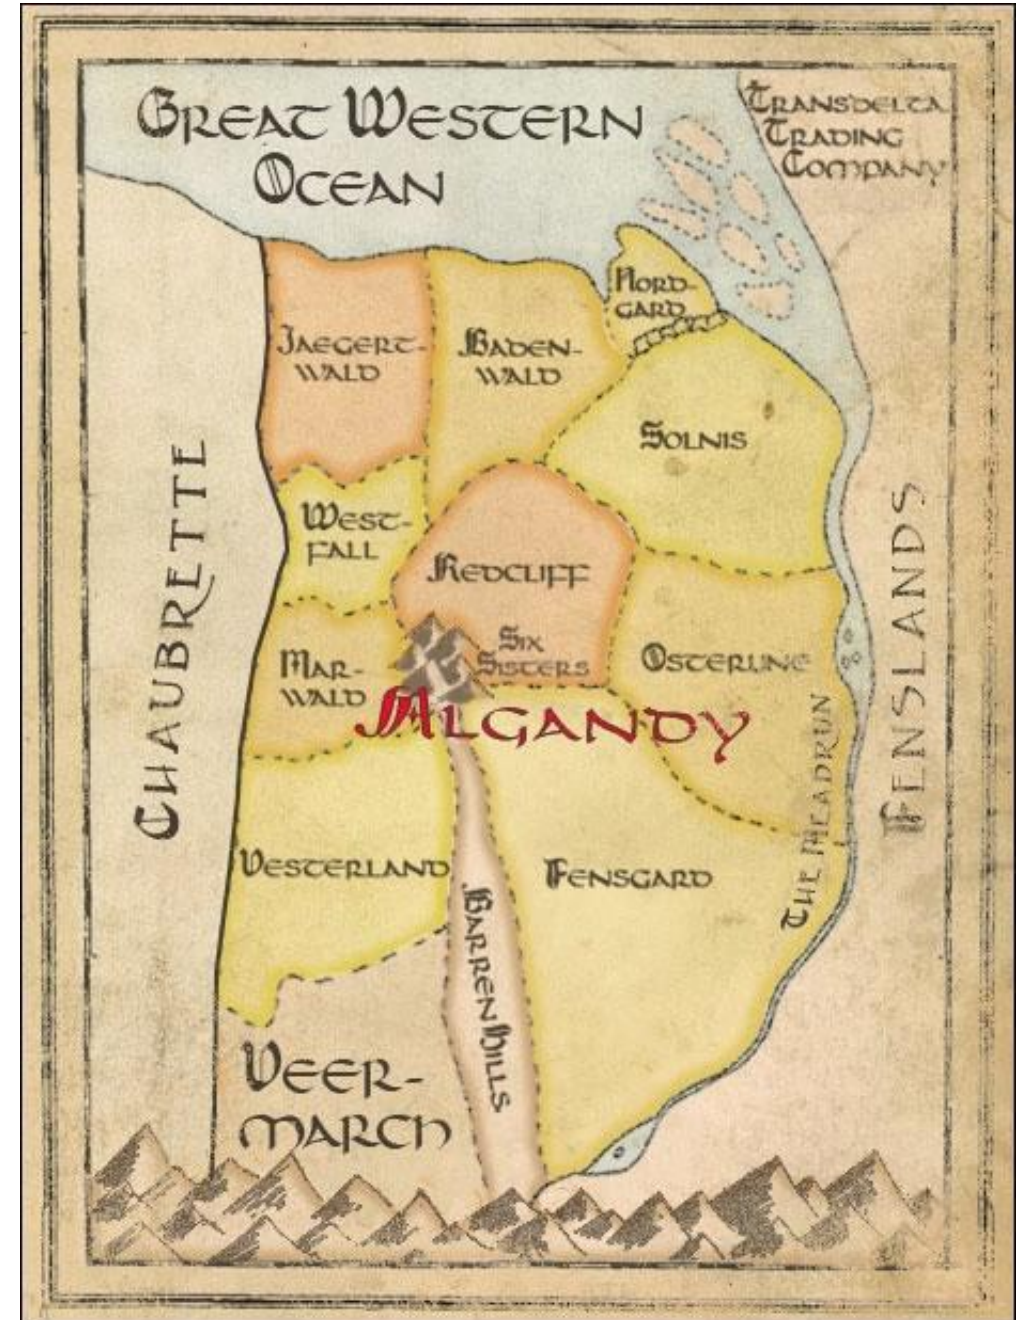 Great Western
Ocean
Transdelta
Trading
Company
Nord-
gard
Jaegert-
wald
Baden-
wald
Solnis
West-
fall
Redcliff
Chaubrette
Fenslands
Six
Sisters
Osterline
Mar-
wald
Algandy
The Meadrun
Vesterland
Fensgard
Barren Hills
Veer-
march